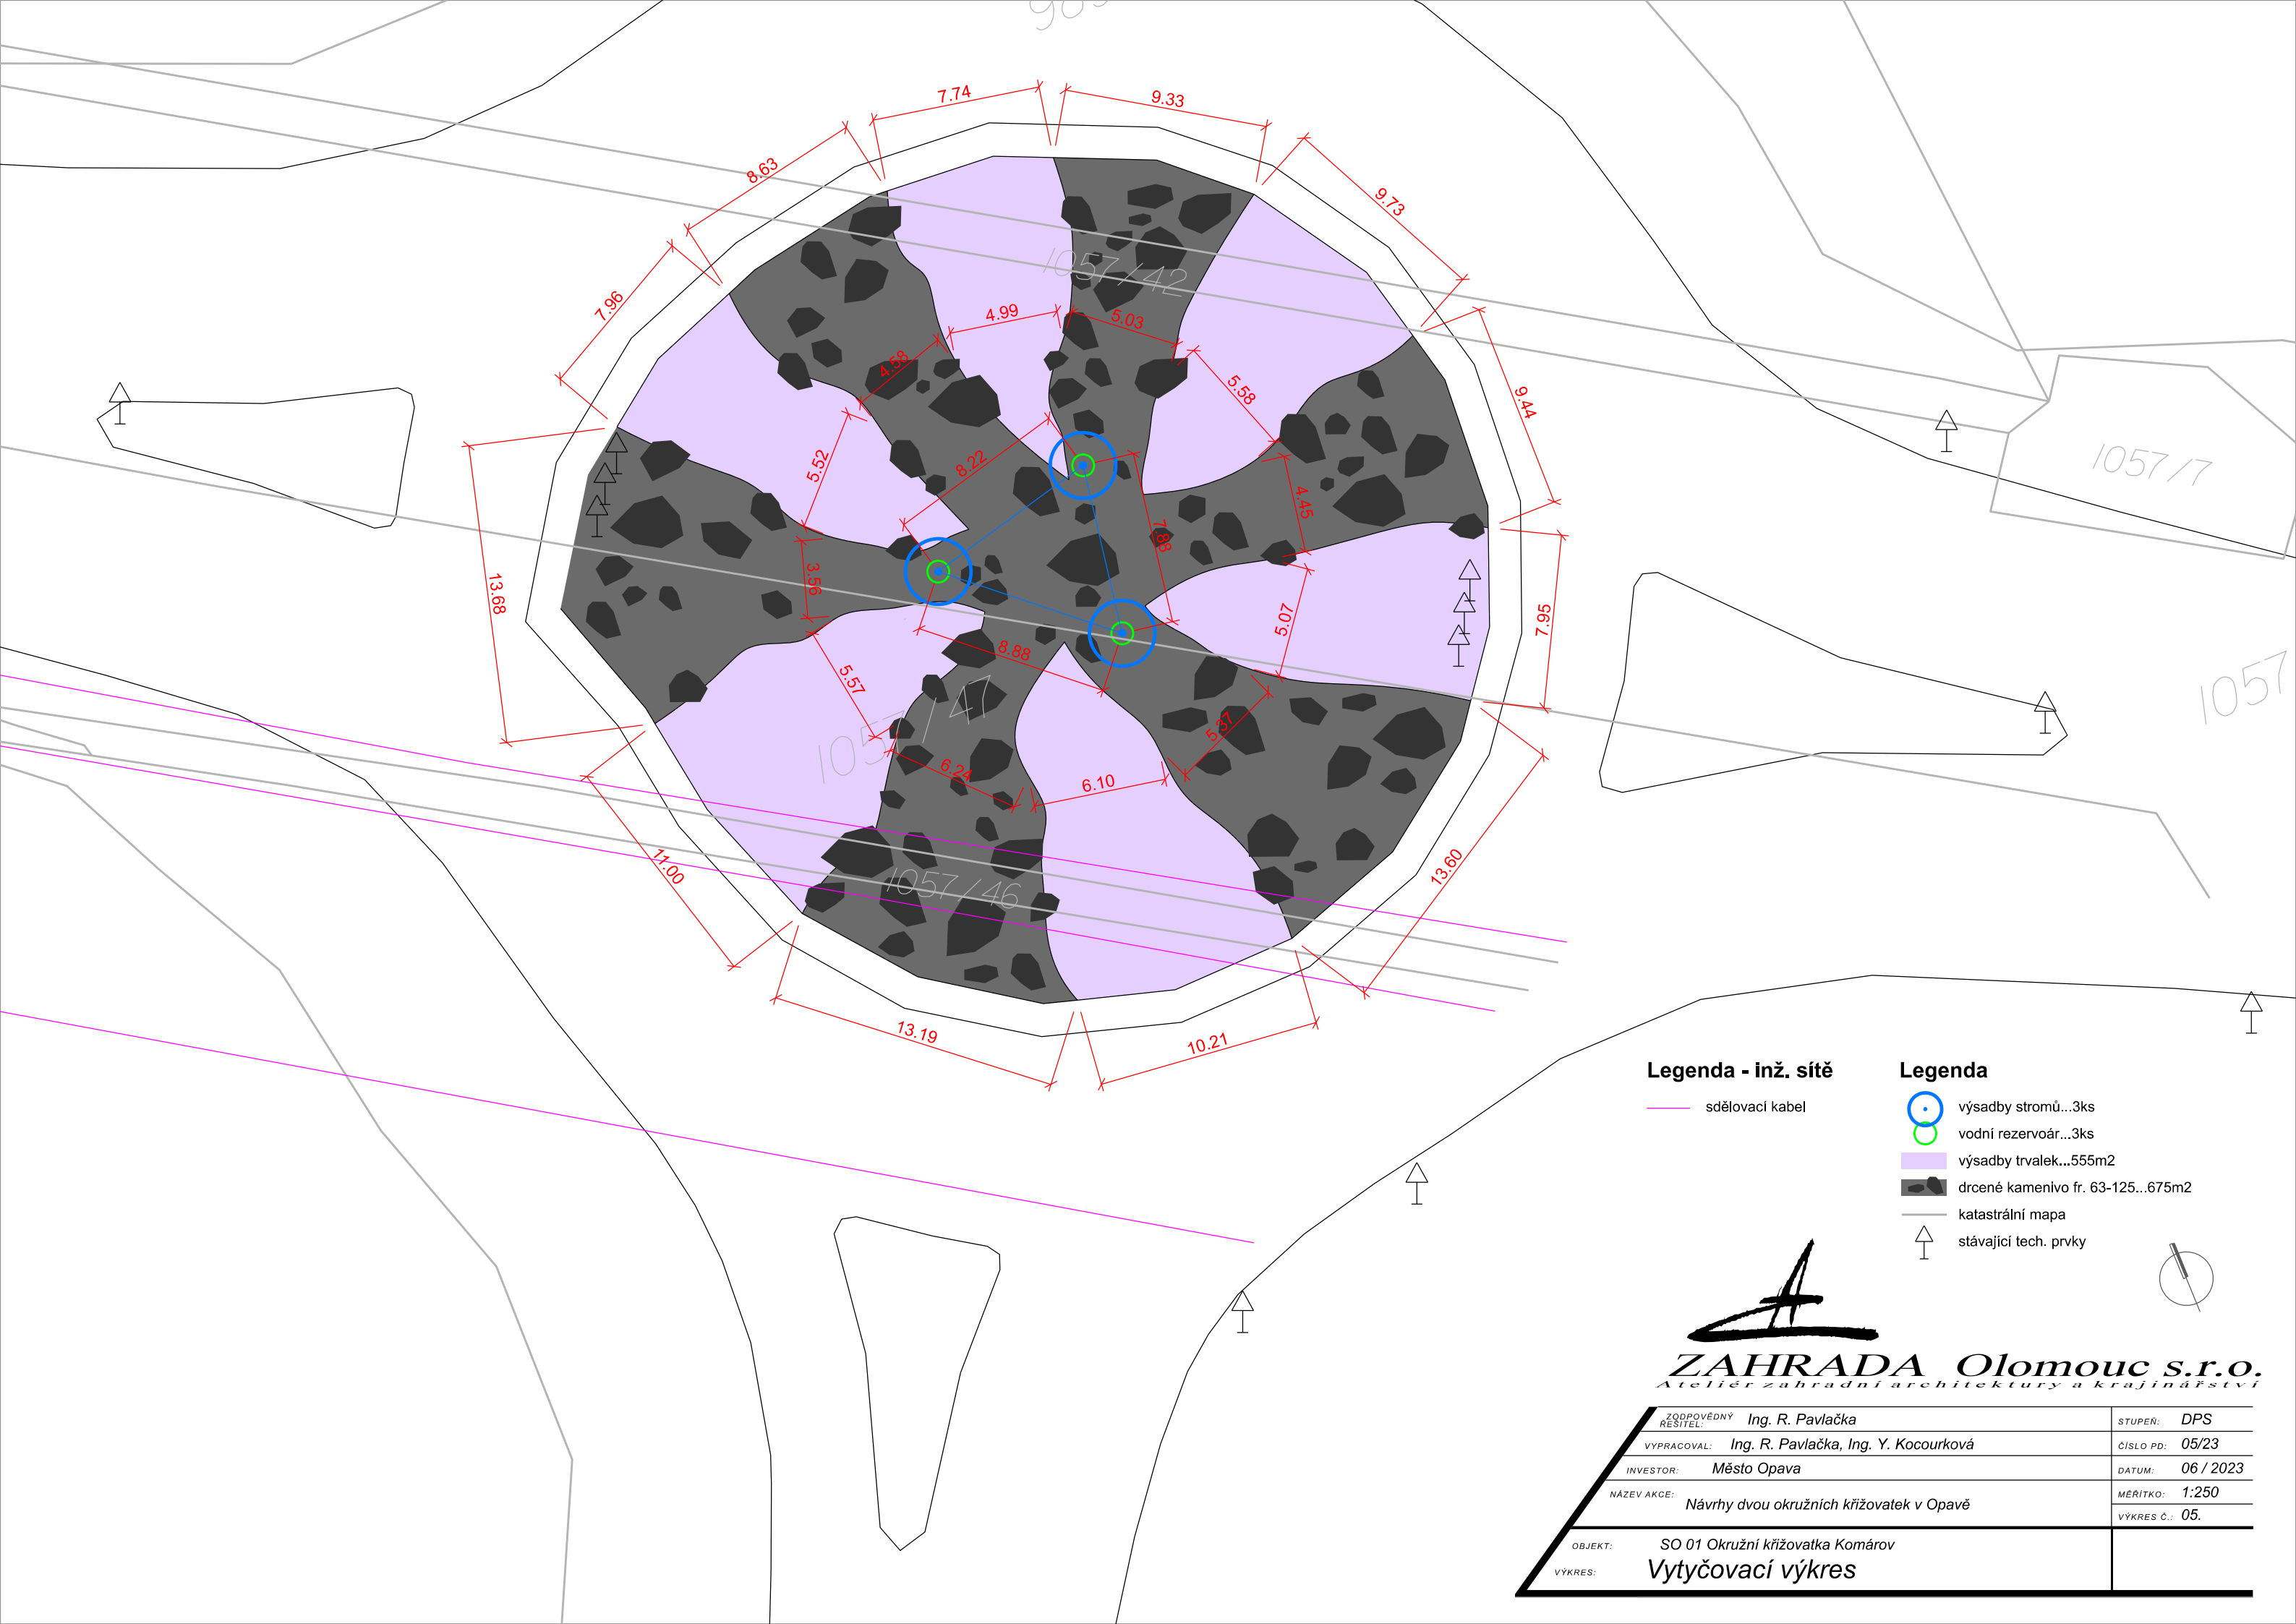 7.74
9.33
8.63
9.73
7.96
1057/42
4.99
5.03
9.44
4.58
5.58
1057/7
5.52
8.22
4.45
7.88
13.68
3.56
5.07
7.95
1057
8.88
5.57
1057/47
5.37
6.24
6.10
11.00
13.60
1057/46
13.19
10.21
Legenda - inž. sítě
sdělovací kabel
Legenda
výsadby stromů...3ks
vodní rezervoár...3ks
výsadby trvalek...555m2
drcené kamenivo fr. 63-125...675m2
katastrální mapa
stávající tech. prvky
ZAHRADA Olomouc s.r.o.
Ateliér zahradní architektury a krajinářství
ZODPOVĚDNÝ
ŘEŠITEL: Ing. R. Pavlačka
STUPEŇ: DPS
VYPRACOVAL: Ing. R. Pavlačka, Ing. Y. Kocourková
ČÍSLO PD: 05/23
INVESTOR: Město Opava
DATUM: 06 / 2023
NÁZEV AKCE: Návrhy dvou okružních křižovatek v Opavě
MĚŘÍTKO: 1:250
VÝKRES Č.: 05.
OBJEKT: SO 01 Okružní křižovatka Komárov
VÝKRES: Vytyčovací výkres